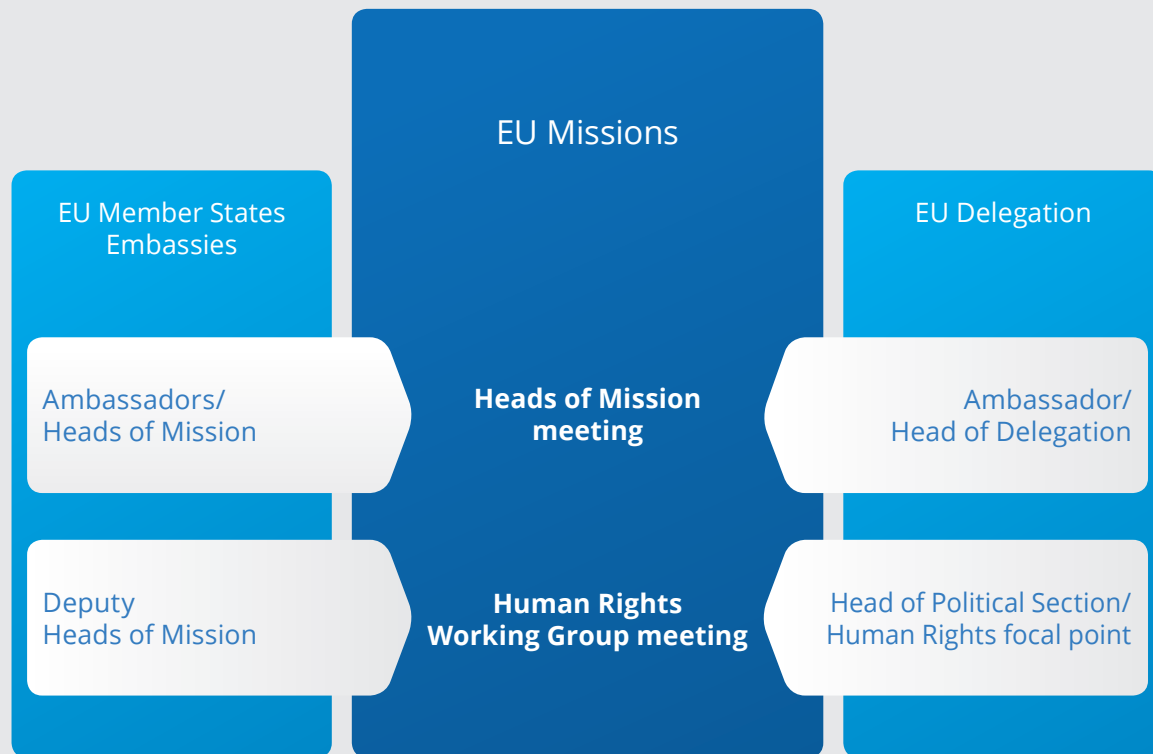 EU Missions
EU Member States
Embassies
EU Delegation
Ambassadors/
Heads of Mission
Heads of Mission
meeting
Ambassador/
Head of Delegation
Deputy
Heads of Mission
Human Rights
Working Group meeting
Head of Political Section/
Human Rights focal point